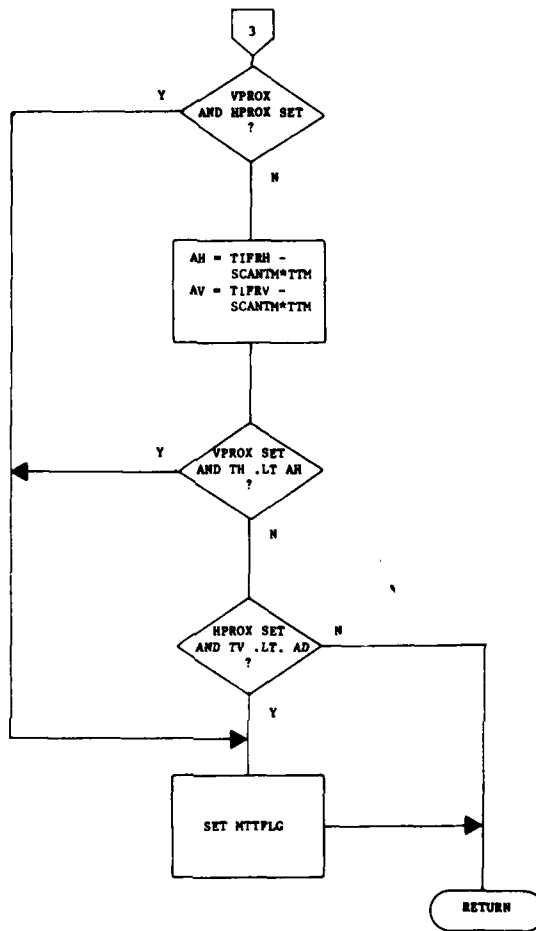 3
Y
VPROX
AND HPROX SET
?
N
AH = TIFRH -
SCANTM*TTM
AV = TIFRV -
SCANTM*TTM
Y
VPROX SET
AND TH .LT AH
?
N
HPROX SET
AND TV .LT. AD
?
N
Y
SET MTTFLG
RETURN